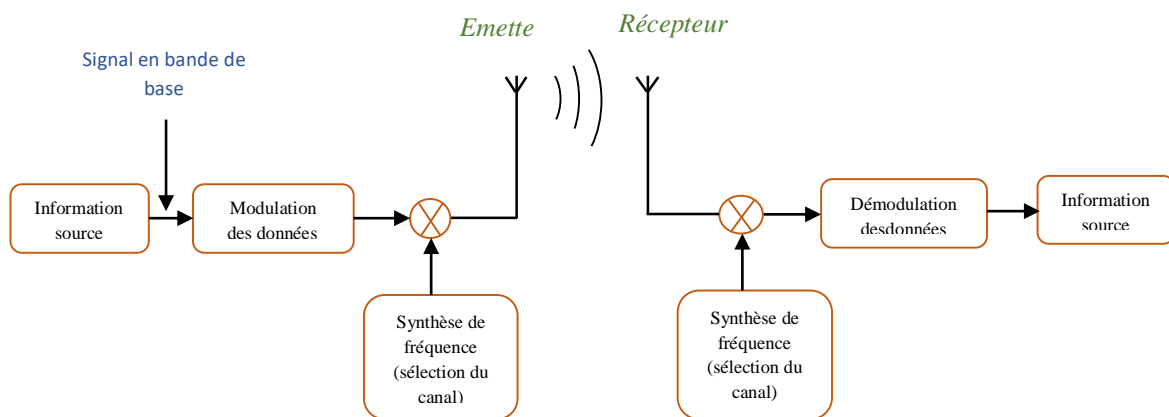 Emette
Récepteur
Signal en bande de
base
Information
source
Modulation
des données
Démodulation
desdonnées
Information
source
Synthèse de
fréquence
(sélection du
canal)
Synthèse de
fréquence
(sélection du
canal)